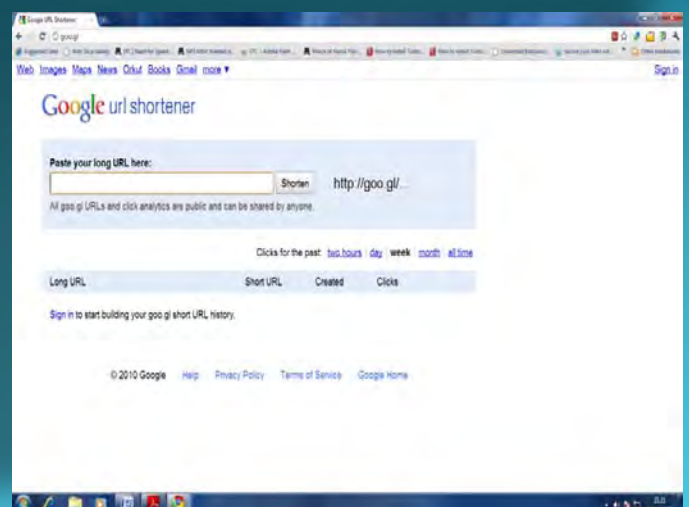 Google URL Shortener
goo.gl
Web Images Maps News Orkut Books Gmail more ▼ Sign in
Google url shortener
Paste your long URL here:
Shorten http://goo.gl/...
All goo.gl URLs and click analytics are public and can be shared by anyone.
Clicks for the past: two hours day week month all time
Long URL Short URL Created Clicks
Sign in to start building your goo.gl short URL history.
© 2010 Google Help Privacy Policy Terms of Service Google Home